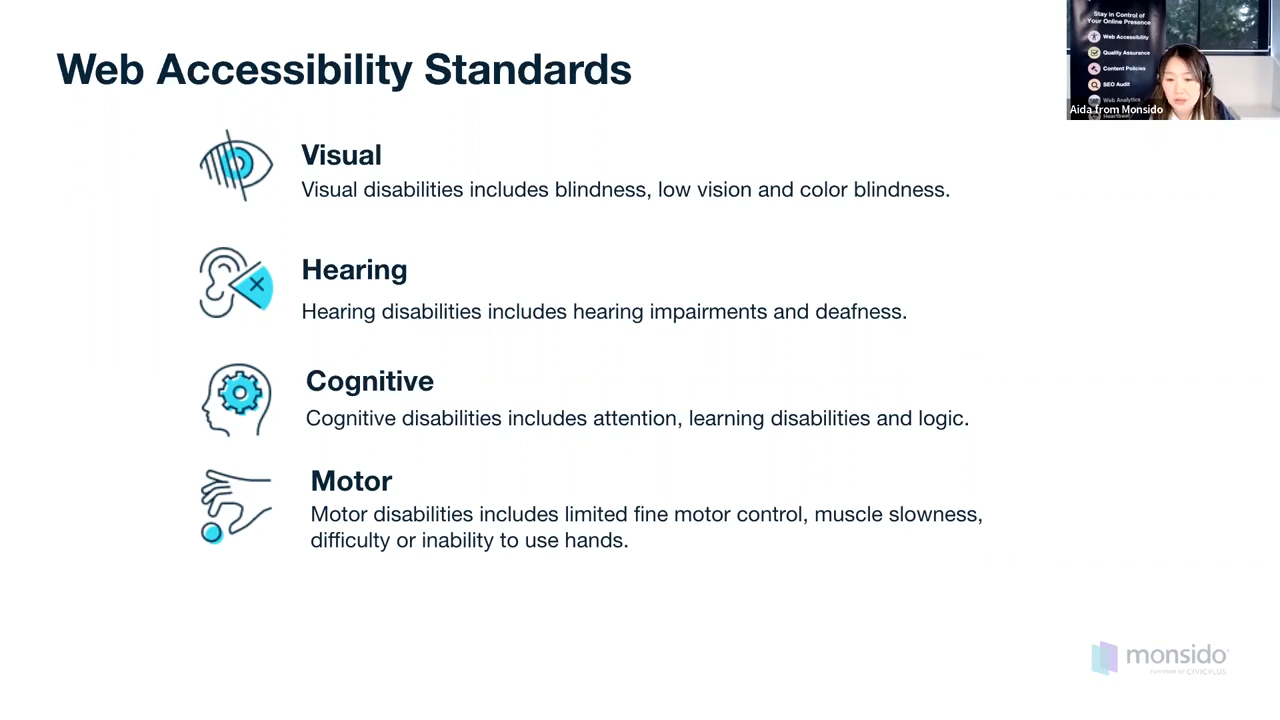 Web Accessibility Standards
Visual
Visual disabilities includes blindness, low vision and color blindness.
Hearing
Hearing disabilities includes hearing impairments and deafness.
Cognitive
Cognitive disabilities includes attention, learning disabilities and logic.
Motor
Motor disabilities includes limited fine motor control, muscle slowness,
difficulty or inability to use hands.
Stay in Control of
Your Online Presence
Web Accessibility
Quality Assurance
Content Policies
SEO Audit
Web Analytics
Heartbeat
Aida from Monsido
monsido
POWERED BY CIVICPLUS